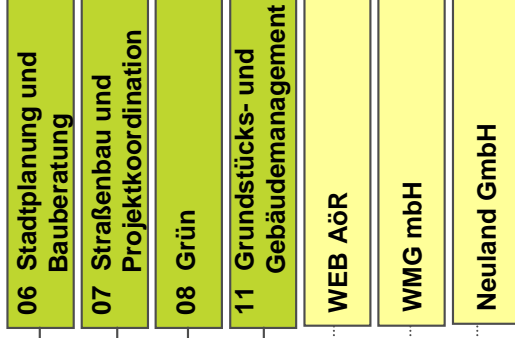 06 Stadtplanung und
Bauberatung
07 Straßenbau und
Projektkoordination
08 Grün
11 Grundstücks- und
Gebäudemanagement
WEB AöR
WMG mbH
Neuland GmbH